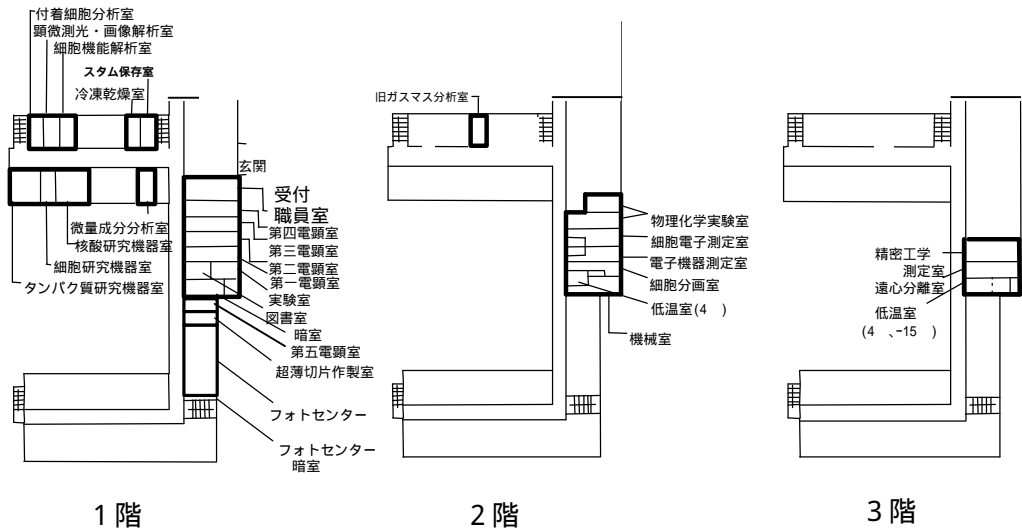 付着細胞分析室
顕微測光・画像解析室
細胞機能解析室
スタム保存室
冷凍乾燥室
玄関
受付
職員室
第四電顕室
第三電顕室
第二電顕室
第一電顕室
実験室
図書室
暗室
第五電顕室
超薄切片作製室
フォトセンター
フォトセンター
暗室
微量成分分析室
核酸研究機器室
細胞研究機器室
タンパク質研究機器室
1階
旧ガスマス分析室
物理化学実験室
細胞電子測定室
電子機器測定室
細胞分画室
低温室(4 )
機械室
2階
精密工学
測定室
遠心分離室
低温室
(4 、-15 )
3階